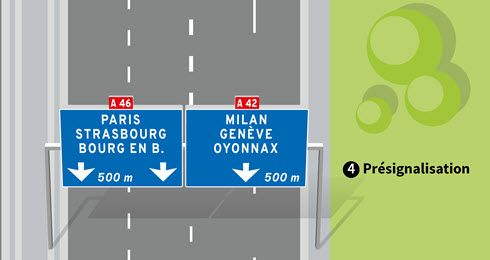 A 46
PARIS
STRASBOURG
BOURG EN B.
500 m
A 42
MILAN
GENÈVE
OYONNAX
500 m
4 Présignalisation